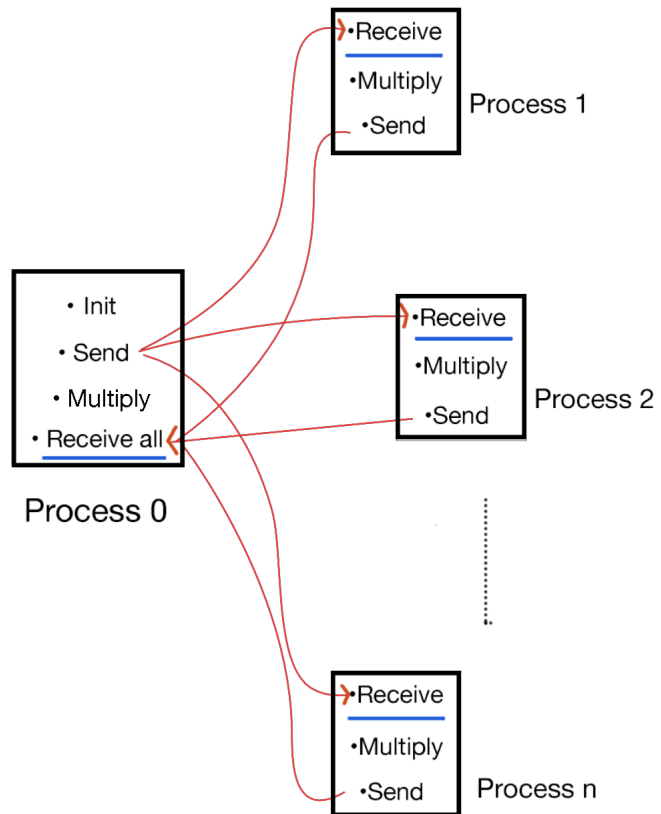 •Receive
•Multiply
•Send
Process 1
• Init
• Send
• Multiply
• Receive all
Process 0
•Receive
•Multiply
•Send
Process 2
•Receive
•Multiply
•Send
Process n